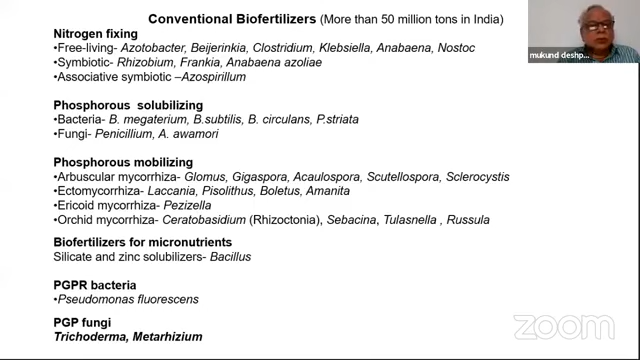 Conventional Biofertilizers (More than 50 million tons in India)
Nitrogen fixing
•Free-living- Azotobacter, Beijerinkia, Clostridium, Klebsiella, Anabaena, Nostoc
•Symbiotic- Rhizobium, Frankia, Anabaena azoliae
•Associative symbiotic –Azospirillum
Phosphorous solubilizing
•Bacteria- B. megaterium, B.subtilis, B. circulans, P.striata
•Fungi- Penicillium, A. awamori
Phosphorous mobilizing
•Arbuscular mycorrhiza- Glomus, Gigaspora, Acaulospora, Scutellospora, Sclerocystis
•Ectomycorrhiza- Laccania, Pisolithus, Boletus, Amanita
•Ericoid mycorrhiza- Pezizella
•Orchid mycorrhiza- Ceratobasidium (Rhizoctonia), Sebacina, Tulasnella , Russula
Biofertilizers for micronutrients
Silicate and zinc solubilizers- Bacillus
PGPR bacteria
•Pseudomonas fluorescens
PGP fungi
Trichoderma, Metarhizium
mukund deshp...
zoom